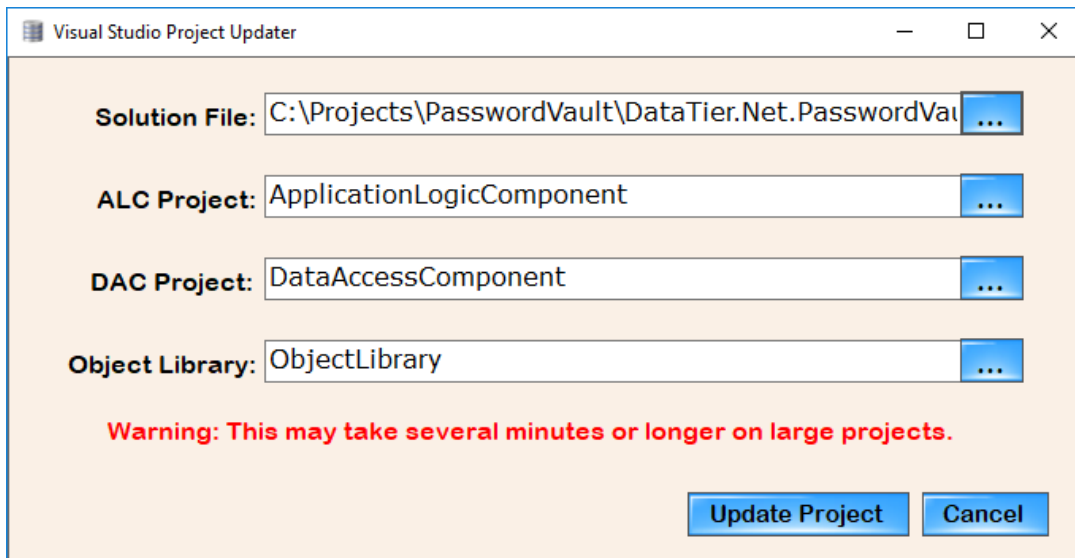 Visual Studio Project Updater
Solution File: C:\Projects\PasswordVault\DataTier.Net.PasswordVau ...
ALC Project: ApplicationLogicComponent ...
DAC Project: DataAccessComponent ...
Object Library: ObjectLibrary ...
Warning: This may take several minutes or longer on large projects.
Update Project Cancel